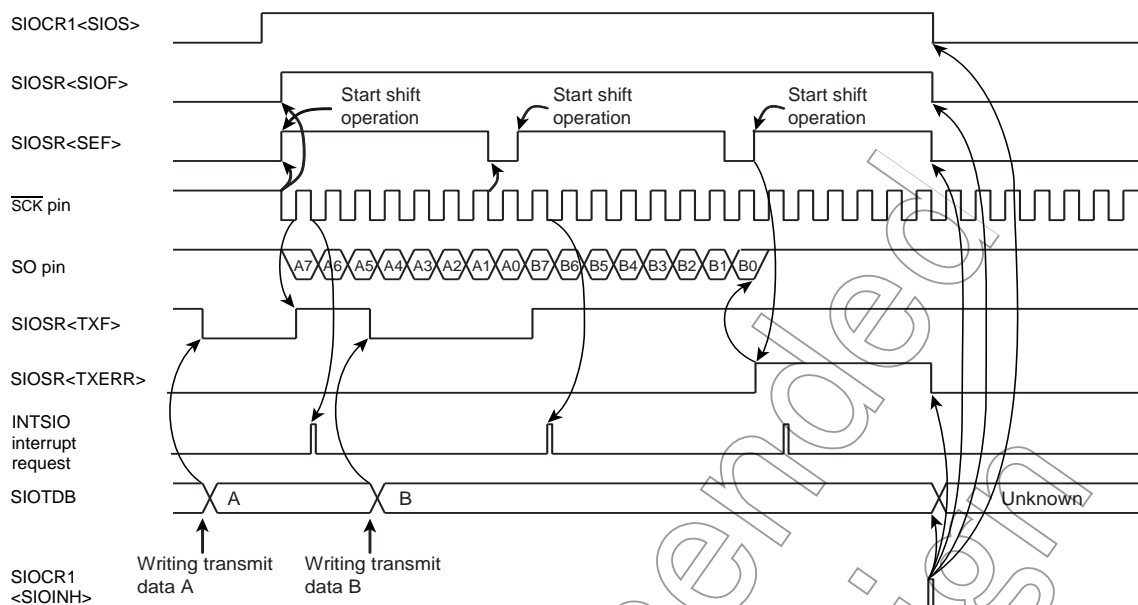 SIOCR1<SIOS>
SIOSR<SIOF>
Start shift
operation
Start shift
operation
Start shift
operation
SIOSR<SEF>
SCK pin
SO pin
A7 A6 A5 A4 A3 A2 A1 A0 B7 B6 B5 B4 B3 B2 B1 B0
SIOSR<TXF>
SIOSR<TXERR>
INTSIO
interrupt
request
SIOTDB
A
B
Unknown
Writing transmit
data A
Writing transmit
data B
SIOCR1
<SIOINH>